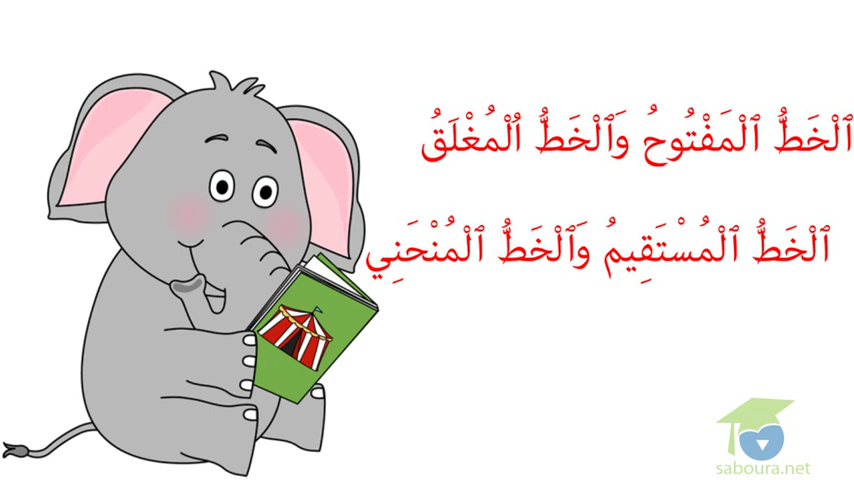 ٱلْخَطُّ ٱلْمَفْتُوحُ وَٱلْخَطُّ ٱلْمُغْلَقُ
ٱلْخَطُّ ٱلْمُسْتَقِيمُ وَٱلْخَطُّ ٱلْمُنْحَنِي
saboura.net